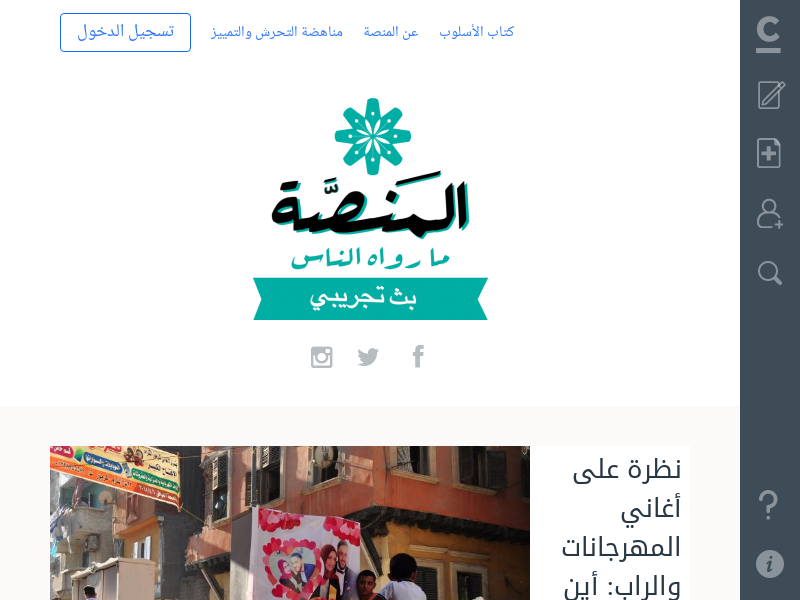 كتاب الأسلوب
عن المنصة
مناهضة التحرش والتمييز
تسجيل الدخول
المَنصَّة
ما رواه الناس
بث تجريبي
نظرة على
أغاني
المهرجانات
والراب: أين